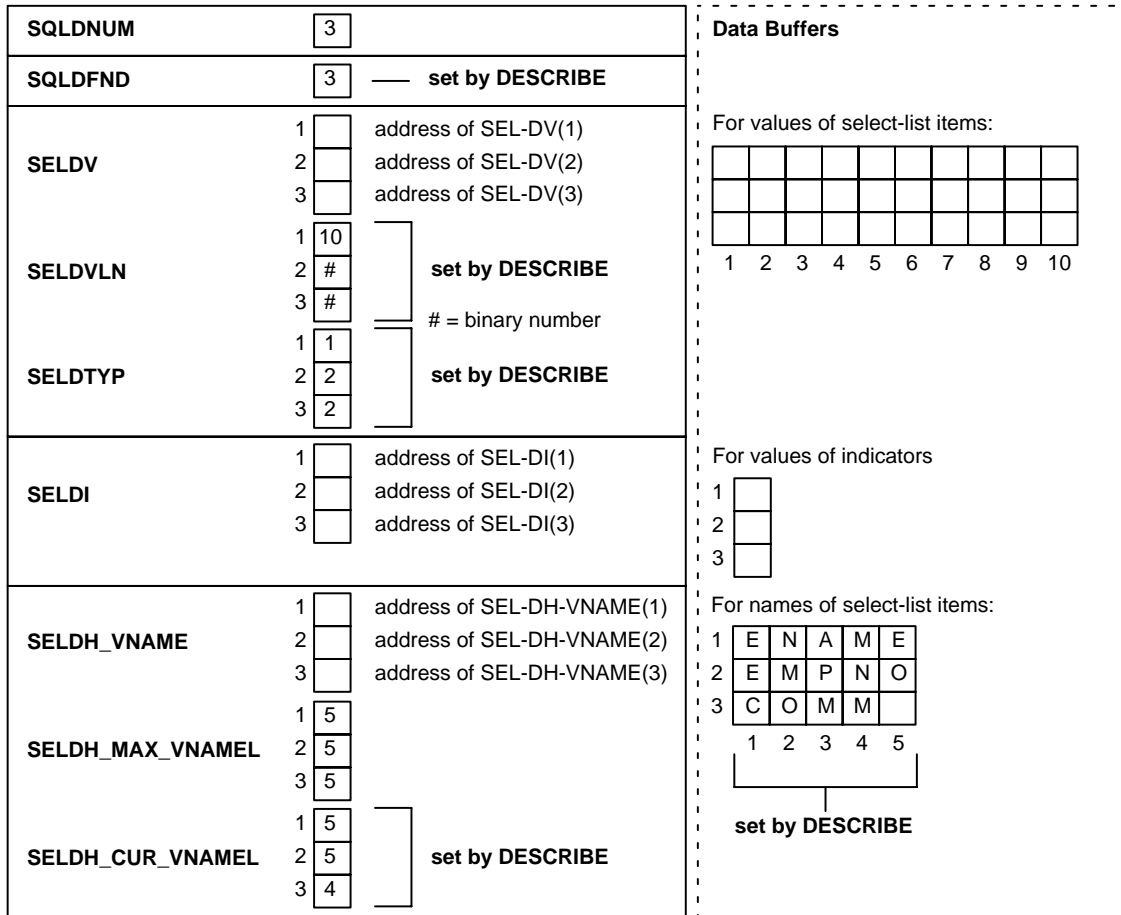 SQLDNUM 3
SQLDFND 3 set by DESCRIBE
SELDV
1 address of SEL-DV(1)
2 address of SEL-DV(2)
3 address of SEL-DV(3)
SELDVLN
1 10
2 # set by DESCRIBE
3 #
# = binary number
SELDTYP
1 1
2 2 set by DESCRIBE
3 2
SELDI
1 address of SEL-DI(1)
2 address of SEL-DI(2)
3 address of SEL-DI(3)
SELDH_VNAME
1 address of SEL-DH-VNAME(1)
2 address of SEL-DH-VNAME(2)
3 address of SEL-DH-VNAME(3)
SELDH_MAX_VNAMEL
1 5
2 5
3 5
SELDH_CUR_VNAMEL
1 5
2 5 set by DESCRIBE
3 4
Data Buffers
For values of select-list items:
1 2 3 4 5 6 7 8 9 10
For values of indicators
1
2
3
For names of select-list items:
1 E N A M E
2 E M P N O
3 C O M M
1 2 3 4 5
set by DESCRIBE